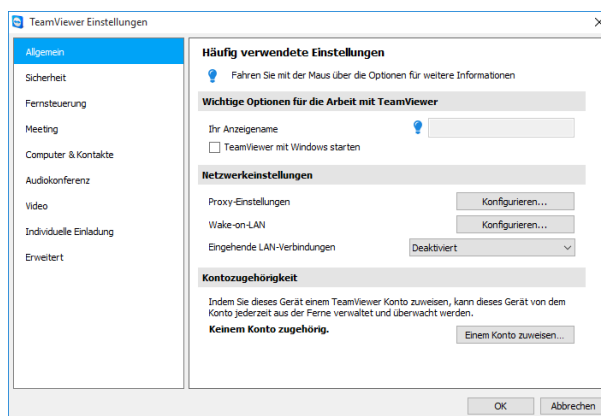 TeamViewer Einstellungen
Allgemein
Sicherheit
Fernsteuerung
Meeting
Computer & Kontakte
Audiokonferenz
Video
Individuelle Einladung
Erweitert
Häufig verwendete Einstellungen
Fahren Sie mit der Maus über die Optionen für weitere Informationen
Wichtige Optionen für die Arbeit mit TeamViewer
Ihr Anzeigename
TeamViewer mit Windows starten
Netzwerkeinstellungen
Proxy-Einstellungen Konfigurieren...
Wake-on-LAN Konfigurieren...
Eingehende LAN-Verbindungen Deaktiviert
Kontozugehörigkeit
Indem Sie dieses Gerät einem TeamViewer Konto zuweisen, kann dieses Gerät von dem
Konto jederzeit aus der Ferne verwaltet und überwacht werden.
Keinem Konto zugehörig. Einem Konto zuweisen...
OK Abbrechen